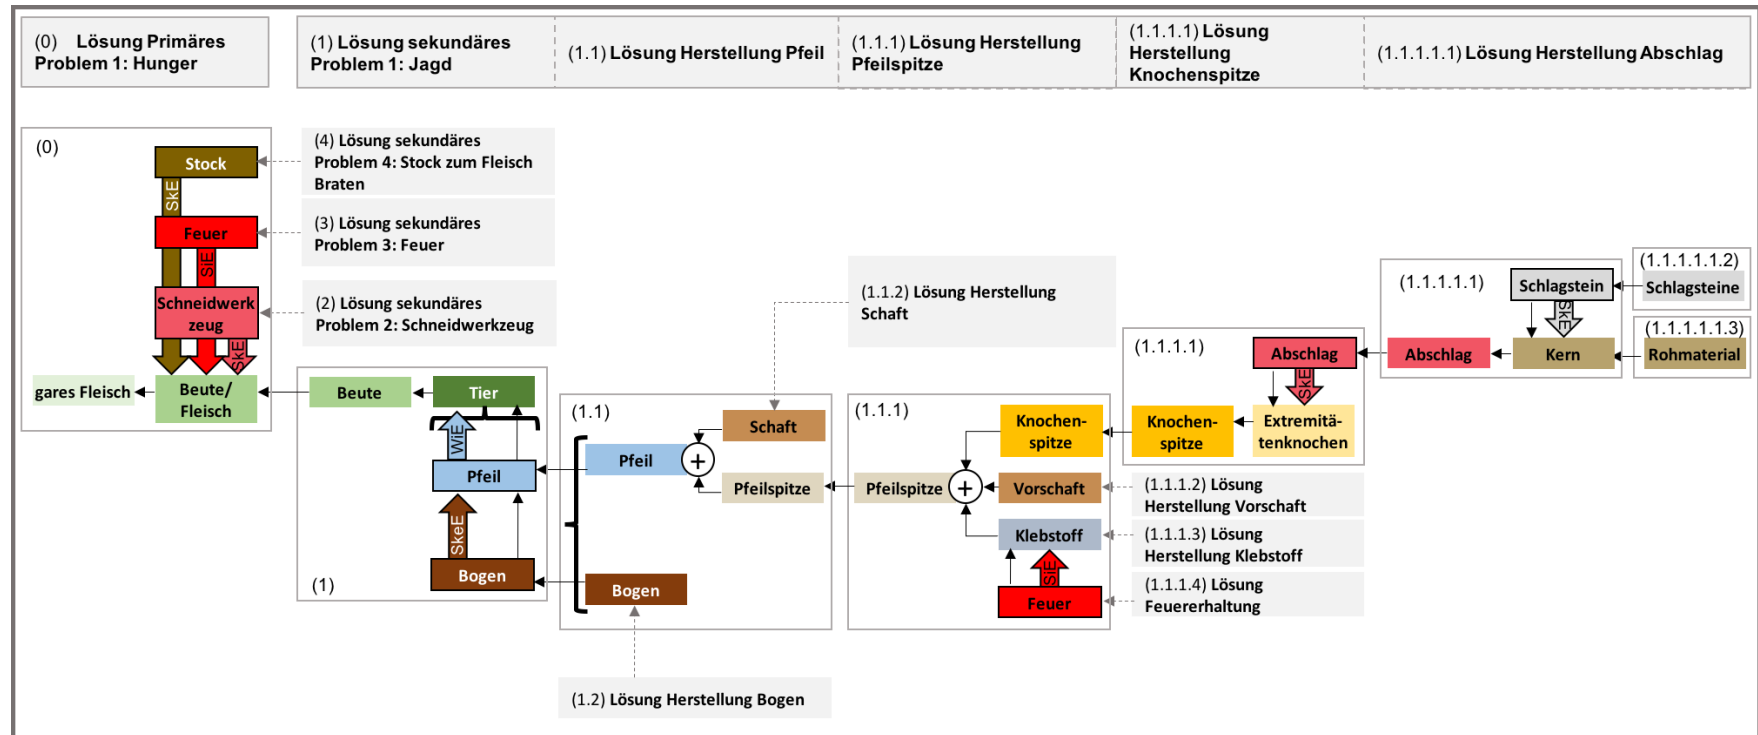 (0) Lösung Primäres
Problem 1: Hunger
(1) Lösung sekundäres
Problem 1: Jagd
(1.1) Lösung Herstellung Pfeil
(1.1.1) Lösung Herstellung
Pfeilspitze
(1.1.1.1) Lösung
Herstellung
Knochenspitze
(1.1.1.1.1) Lösung Herstellung Abschlag
(0)
Stock
SkE
Feuer
SiE
Schneidwerk
zeug
SkE
gares Fleisch
Beute/
Fleisch
(4) Lösung sekundäres
Problem 4: Stock zum Fleisch
Braten
(3) Lösung sekundäres
Problem 3: Feuer
(2) Lösung sekundäres
Problem 2: Schneidwerkzeug
Beute
Tier
WiE
Pfeil
SkeE
Bogen
(1)
(1.1)
Schaft
Pfeil
+
Pfeilspitze
Bogen
(1.2) Lösung Herstellung Bogen
(1.1.2) Lösung Herstellung
Schaft
(1.1.1)
Knochen-
spitze
Pfeilspitze
+
Vorschaft
Klebstoff
SiE
Feuer
(1.1.1.1)
Abschlag
SkE
Knochen-
spitze
Extremitä-
tenknochen
(1.1.1.2) Lösung
Herstellung Vorschaft
(1.1.1.3) Lösung
Herstellung Klebstoff
(1.1.1.4) Lösung
Feuererhaltung
(1.1.1.1.1)
Schlagstein
SkE
Abschlag
Kern
(1.1.1.1.1.2)
Schlagsteine
(1.1.1.1.1.3)
Rohmaterial